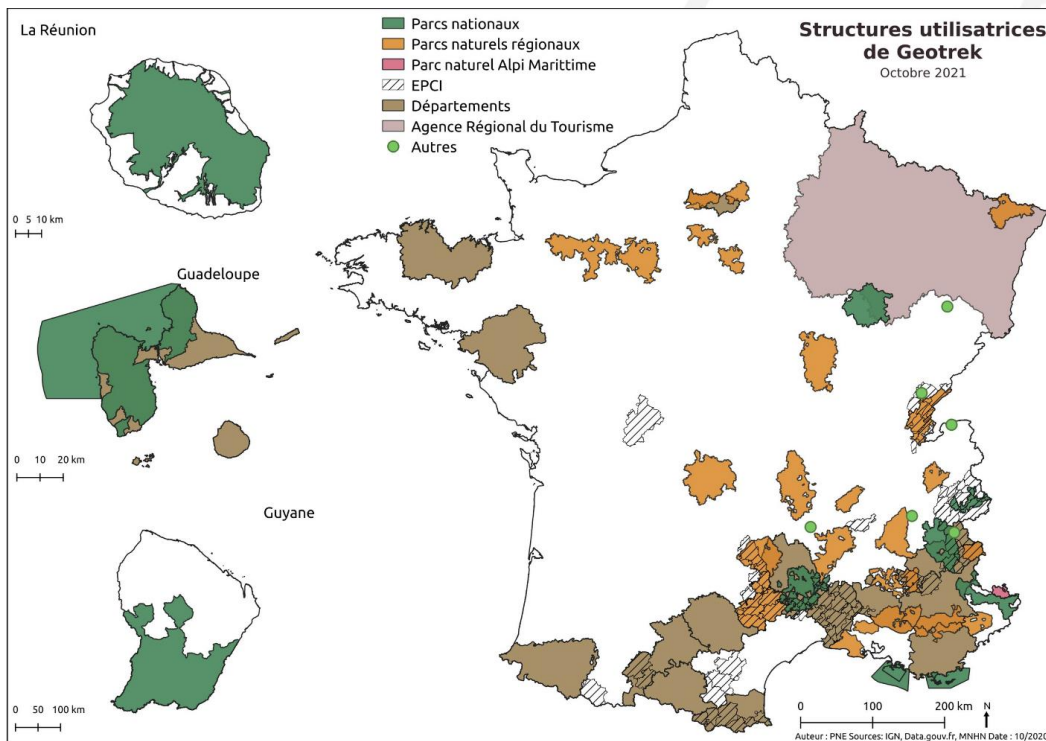 La Réunion
0 5 10 km
Guadeloupe
0 10 20 km
Guyane
0 50 100 km
Parcs nationaux
Parcs naturels régionaux
Parc naturel Alpi Marittime
EPCI
Départements
Agence Régional du Tourisme
Autres
Structures utilisatrices
de Geotrek
Octobre 2021
0 100 200 km
N
Auteur : PNE Sources: IGN, Data.gouv.fr, MNHN Date : 10/2020